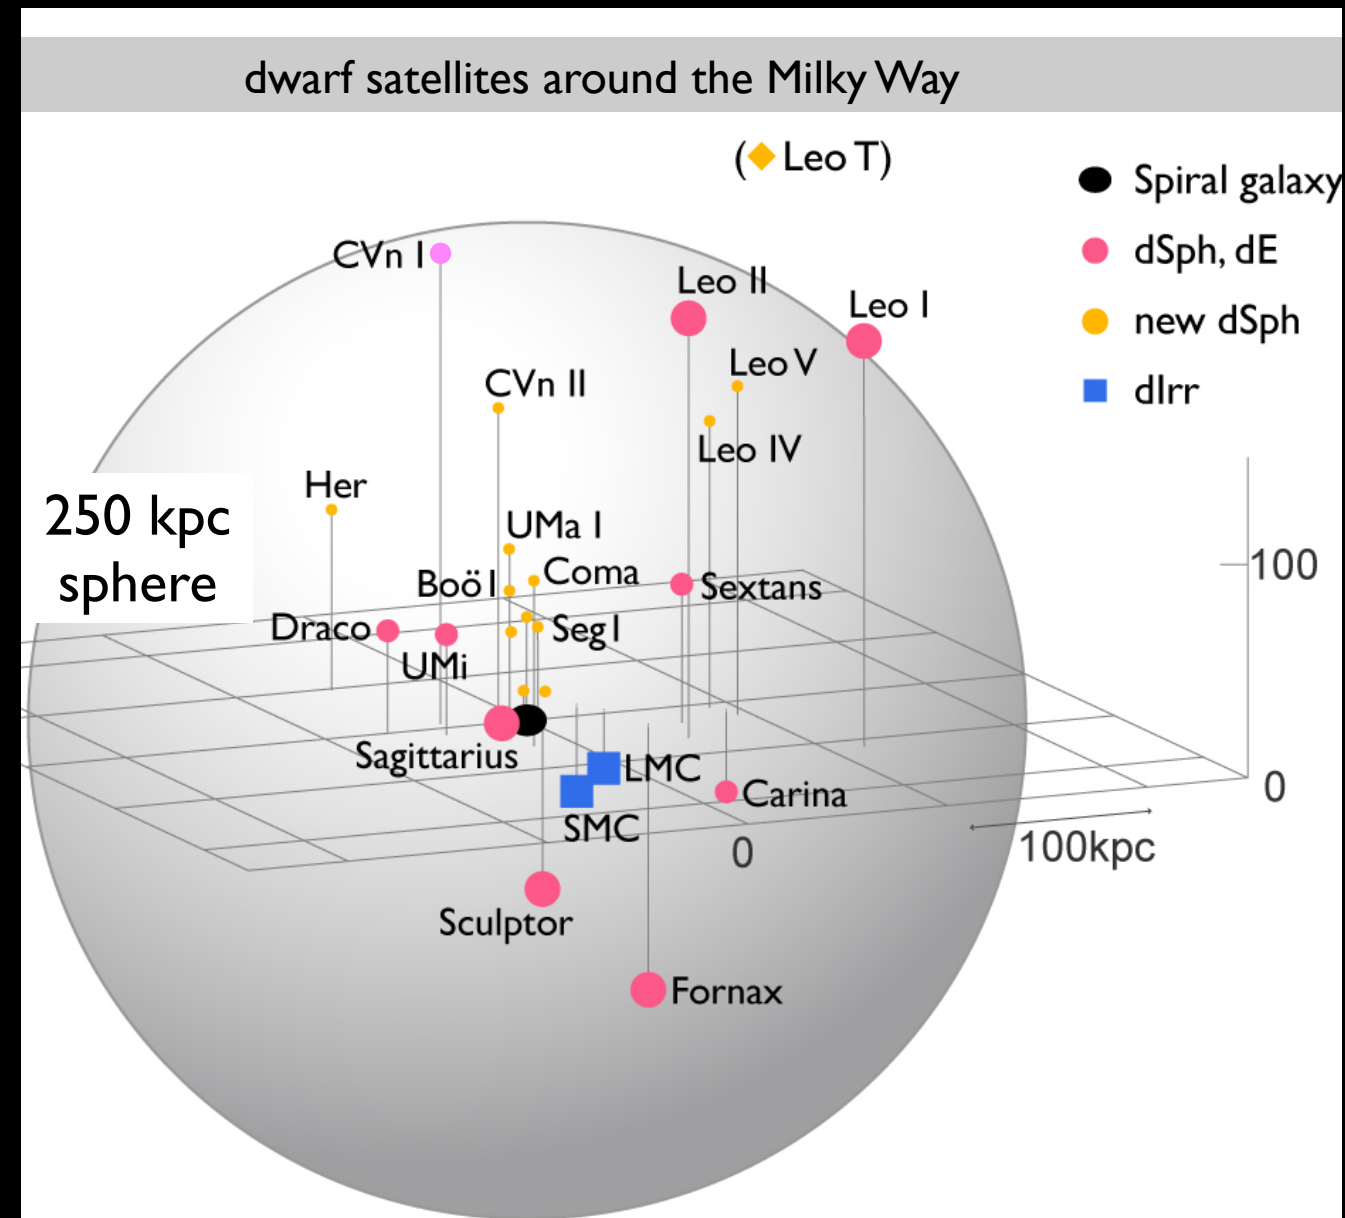 dwarf satellites around the Milky Way
(◆ Leo T)
Spiral galaxy
dSph, dE
new dSph
dIrr
CVn I
Leo II
Leo I
Leo V
CVn II
Leo IV
Her
250 kpc
sphere
UMa I
Coma
Boö I
Sextans
100
Draco
Seg I
UMi
Sagittarius
LMC
Carina
0
SMC
0
100kpc
Sculptor
Fornax